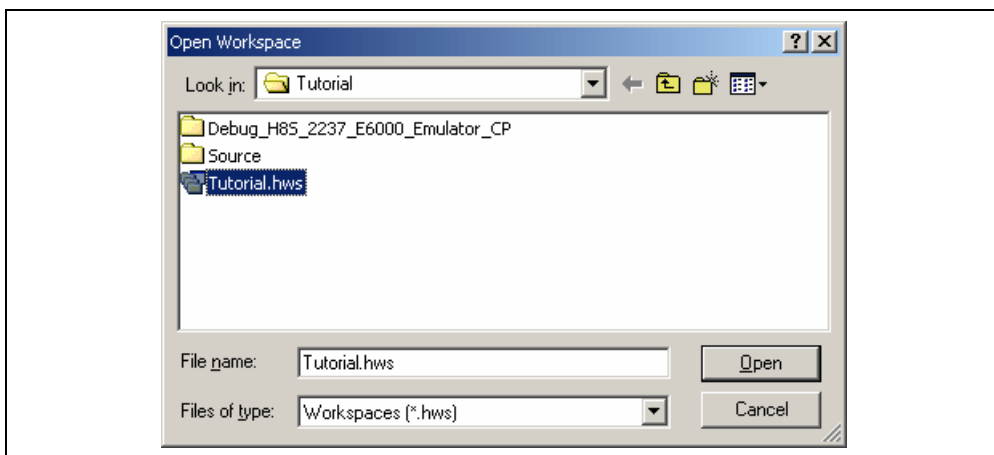 Open Workspace
Look in: Tutorial
Debug_H8S_2237_E6000_Emulator_CP
Source
Tutorial.hws
File name: Tutorial.hws Open
Files of type: Workspaces (*.hws) Cancel